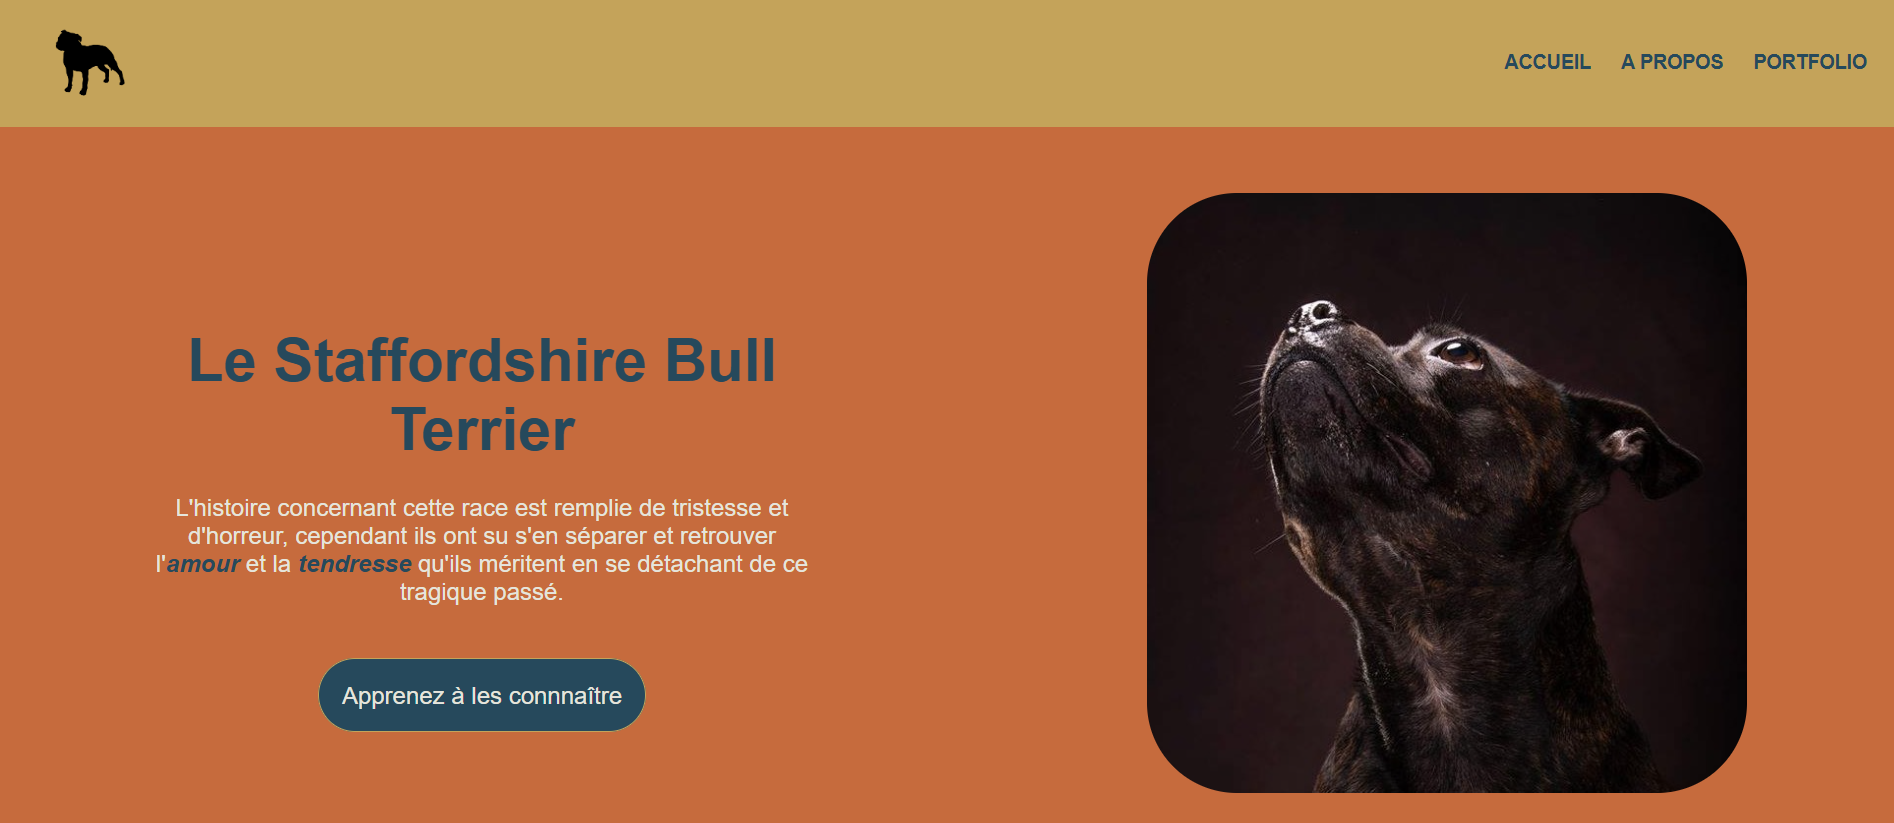 ACCUEIL A PROPOS PORTFOLIO
Le Staffordshire Bull
Terrier
L'histoire concernant cette race est remplie de tristesse et
d'horreur, cependant ils ont su s'en séparer et retrouver
l'amour et la tendresse qu'ils méritent en se détachant de ce
tragique passé.
Apprenez à les connnaître